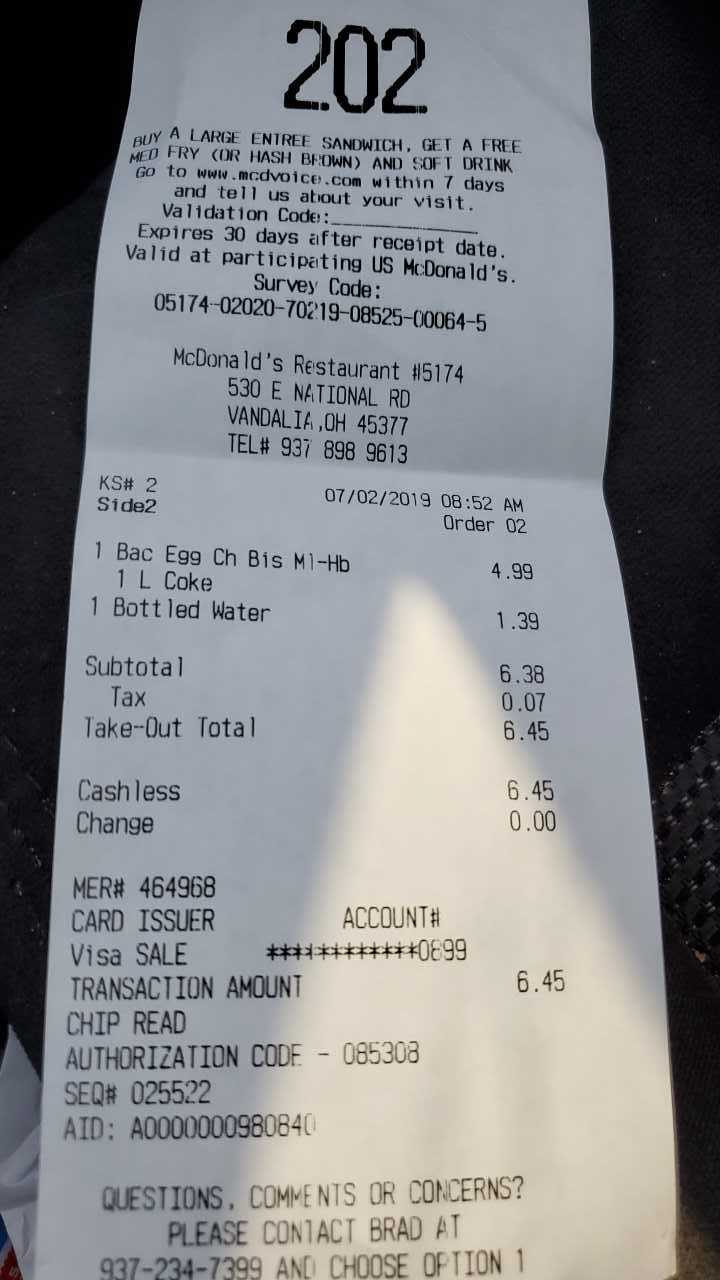 202
BUY A LARGE ENTREE SANDWICH, GET A FREE
MED FRY (OR HASH BROWN) AND SOFT DRINK
Go to www.mcdvoice.com within 7 days
and tell us about your visit.
Validation Code:______________
Expires 30 days after receipt date.
Valid at participating US McDonald's.
Survey Code:
05174-02020-70219-08525-00064-5
McDonald's Restaurant #5174
530 E NATIONAL RD
VANDALIA,OH 45377
TEL# 937 898 9613
KS# 2 07/02/2019 08:52 AM
Side2 Order 02
1 Bac Egg Ch Bis Ml-Hb 4.99
1 L Coke
1 Bottled Water 1.39
Subtotal 6.38
Tax 0.07
Take-Out Total 6.45
Cashless 6.45
Change 0.00
MER# 464968
CARD ISSUER ACCOUNT#
Visa SALE ************0899
TRANSACTION AMOUNT 6.45
CHIP READ
AUTHORIZATION CODE - 085308
SEQ# 025522
AID: A0000000980840
QUESTIONS, COMMENTS OR CONCERNS?
PLEASE CONTACT BRAD AT
937-234-7399 AND CHOOSE OPTION 1